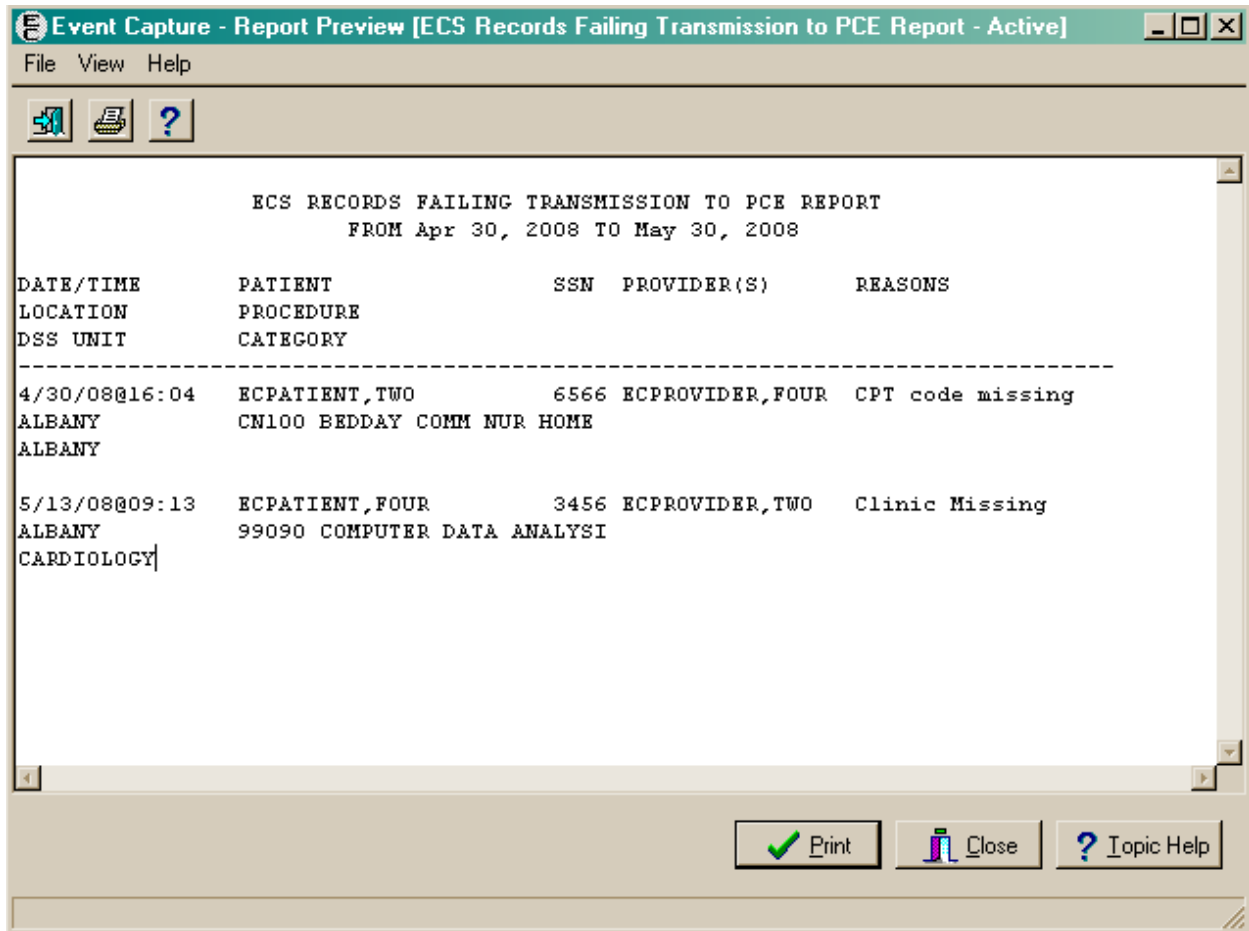 Event Capture - Report Preview [ECS Records Failing Transmission to PCE Report - Active]
File View Help
ECS RECORDS FAILING TRANSMISSION TO PCE REPORT
FROM Apr 30, 2008 TO May 30, 2008
DATE/TIME PATIENT SSN PROVIDER(S) REASONS
LOCATION PROCEDURE
DSS UNIT CATEGORY
--------------------------------------------------------------------------------
4/30/08@16:04 ECPATIENT,TWO 6566 ECPROVIDER,FOUR CPT code missing
ALBANY CN100 BEDDAY COMM NUR HOME
ALBANY
5/13/08@09:13 ECPATIENT,FOUR 3456 ECPROVIDER,TWO Clinic Missing
ALBANY 99090 COMPUTER DATA ANALYSI
CARDIOLOGY
Print Close ? Topic Help